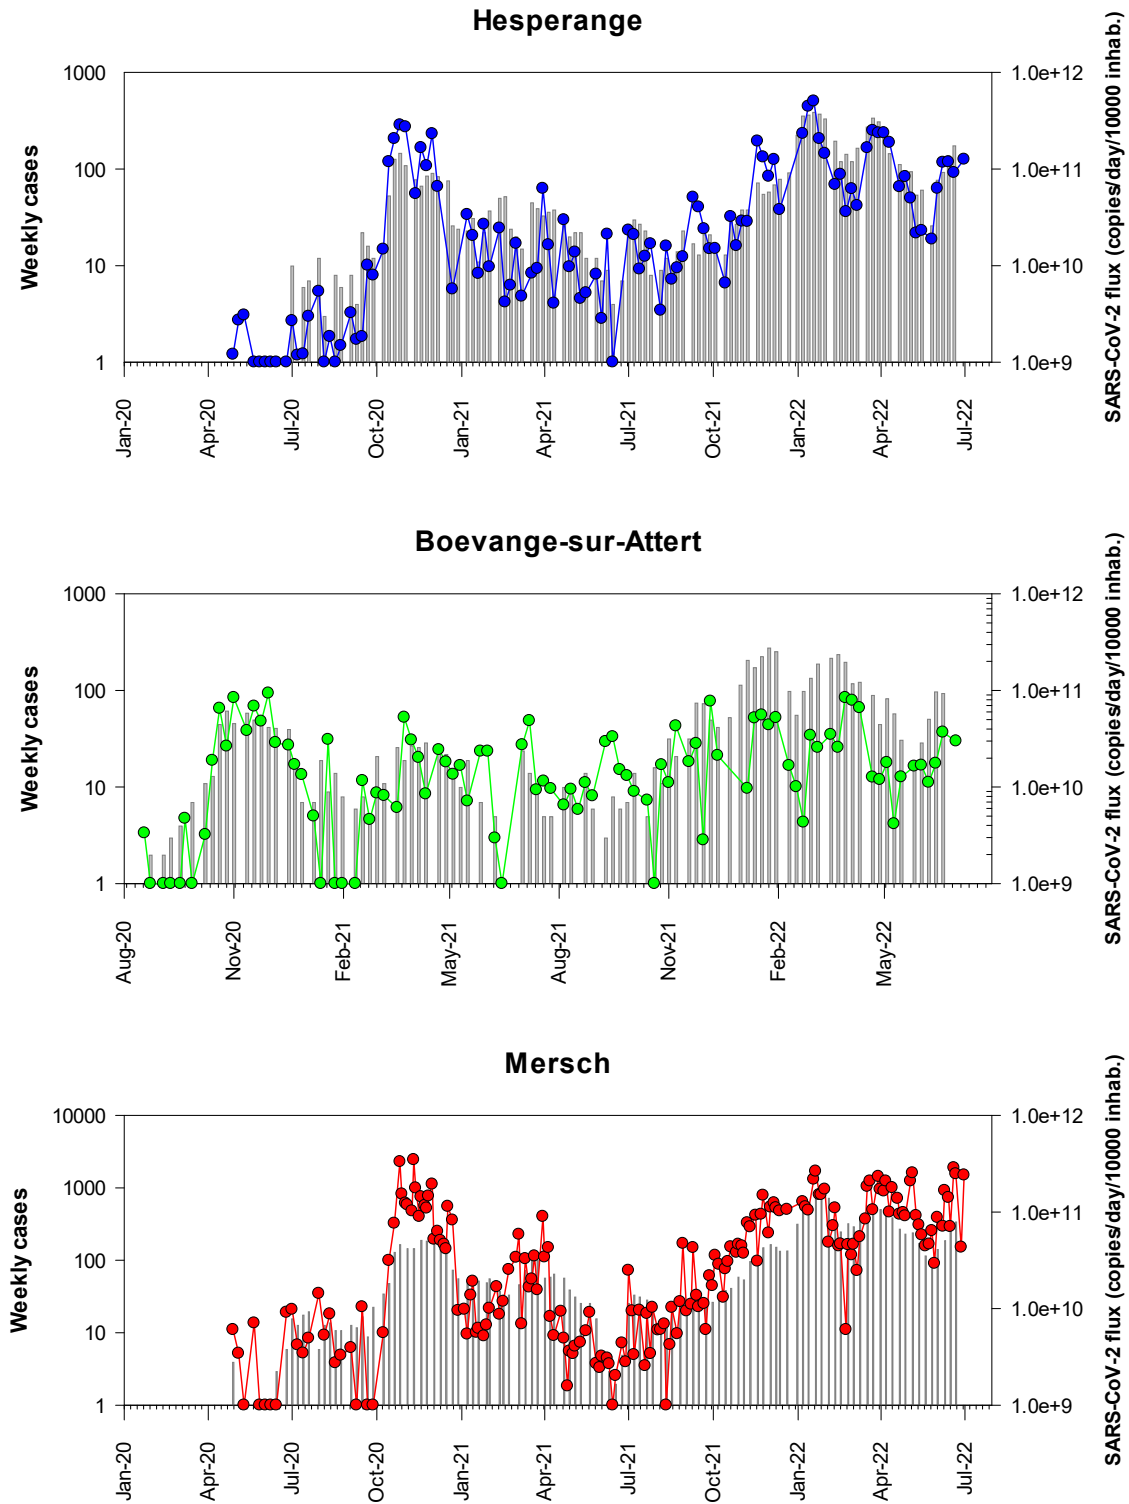 Hesperange
Weekly cases
SARS-CoV-2 flux (copies/day/10000 inhab.)
1000
100
10
1
1.0e+12
1.0e+11
1.0e+10
1.0e+9
Jan-20
Apr-20
Jul-20
Oct-20
Jan-21
Apr-21
Jul-21
Oct-21
Jan-22
Apr-22
Jul-22
Boevange-sur-Attert
Weekly cases
SARS-CoV-2 flux (copies/day/10000 inhab.)
1000
100
10
1
1.0e+12
1.0e+11
1.0e+10
1.0e+9
Aug-20
Nov-20
Feb-21
May-21
Aug-21
Nov-21
Feb-22
May-22
Mersch
Weekly cases
SARS-CoV-2 flux (copies/day/10000 inhab.)
10000
1000
100
10
1
1.0e+12
1.0e+11
1.0e+10
1.0e+9
Jan-20
Apr-20
Jul-20
Oct-20
Jan-21
Apr-21
Jul-21
Oct-21
Jan-22
Apr-22
Jul-22